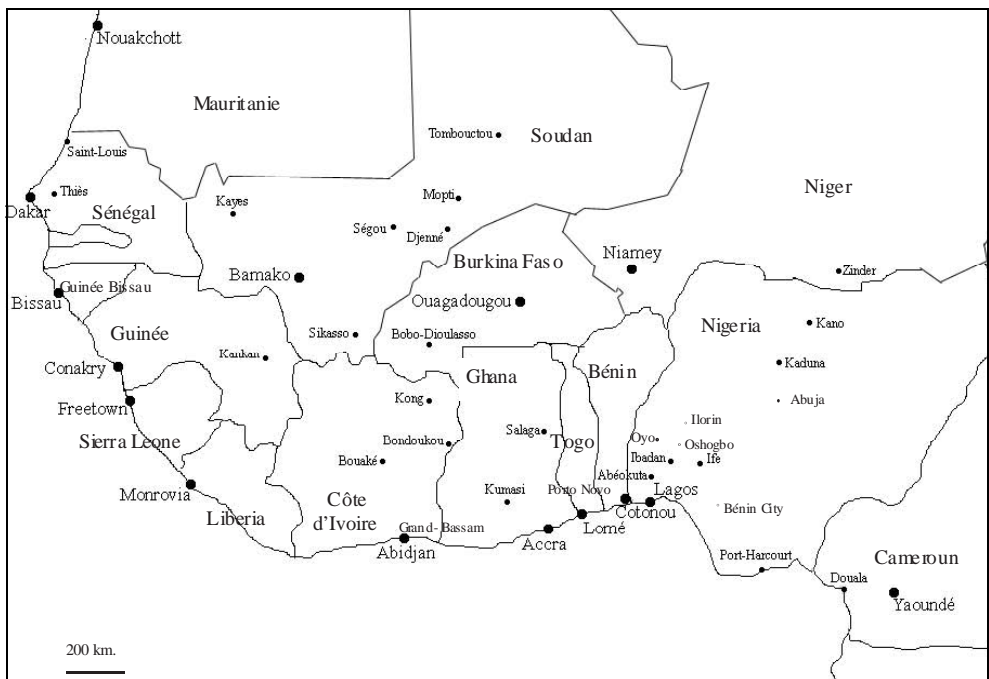 Nouakchott
Mauritanie
Tombouctou
Soudan
Saint-Louis
Thiès
Dakar
Sénégal
Kayes
Mopti
Niger
Ségou
Djenné
Burkina Faso
Niamey
Zinder
Bamako
Guinée Bissau
Bissau
Ouagadougou
Guinée
Sikasso
Bobo-Dioulasso
Nigeria
Kano
Conakry
Kankan
Ghana
Bénin
Kaduna
Freetown
Kong
Abuja
Sierra Leone
Bondoukou
Salaga
Togo
Ilorin
Oyo
Oshogbo
Bouaké
Ibadan
Ife
Abéokuta
Monrovia
Liberia
Côte
d'Ivoire
Kumasi
Porto Novo
Lagos
Cotonou
Bénin City
Grand-Bassam
Abidjan
Accra
Lomé
Port-Harcourt
Cameroun
Douala
Yaoundé
200 km.